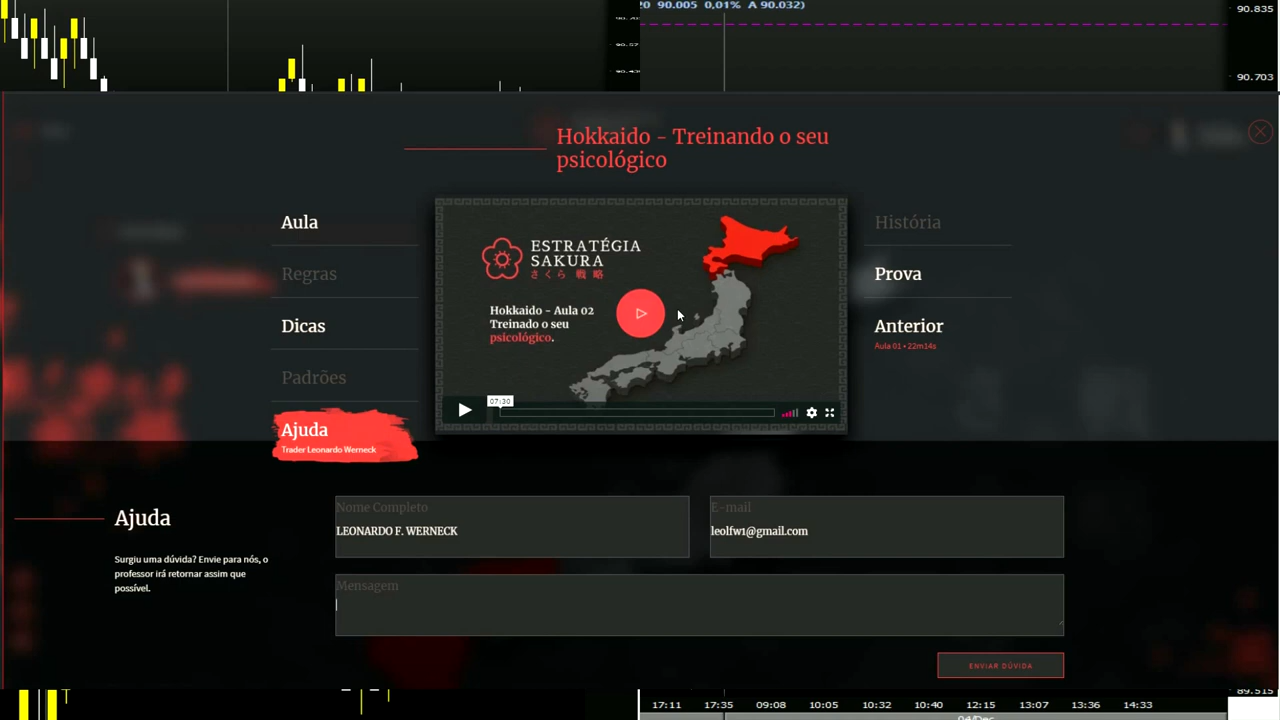 90.005 0,01% A 90.032)
90.835
90.703
Hokkaido - Treinando o seu
psicológico
Aula
Regras
Dicas
Padrões
Ajuda
Trader Leonardo Werneck
ESTRATÉGIA
SAKURA
さくら 戦略
Hokkaido - Aula 02
Treinado o seu
psicológico.
07:30
História
Prova
Anterior
Aula 01 • 22m14s
Ajuda
Surgiu uma dúvida? Envie para nós, o
professor irá retornar assim que
possível.
Nome Completo
LEONARDO F. WERNECK
E-mail
leolfw1@gmail.com
Mensagem
ENVIAR DÚVIDA
89.515
17:11 17:35 09:08 10:05 10:32 10:40 12:15 13:07 13:36 14:33
04/Dec